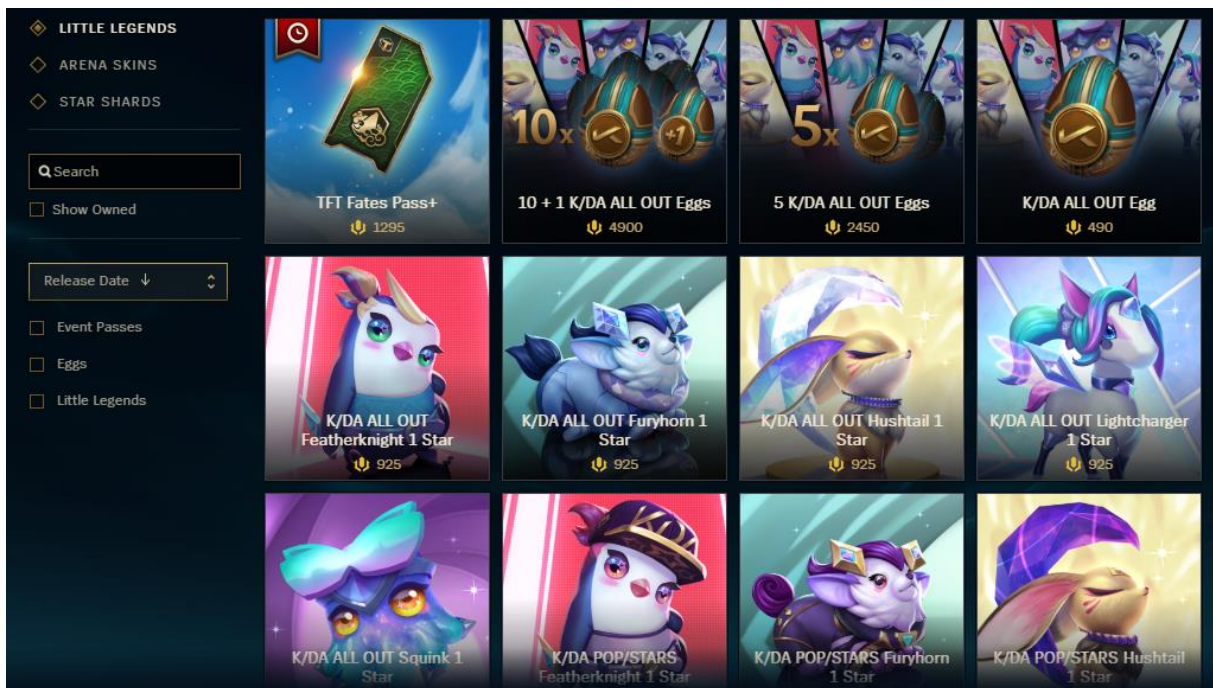 LITTLE LEGENDS
ARENA SKINS
STAR SHARDS
Search
Show Owned
Release Date ↓
Event Passes
Eggs
Little Legends
TFT Fates Pass+
1295
10x
+1
10 + 1 K/DA ALL OUT Eggs
4900
5x
5 K/DA ALL OUT Eggs
2450
K/DA ALL OUT Egg
490
K/DA ALL OUT
Featherknight 1 Star
925
K/DA ALL OUT Furyhorn 1
Star
925
K/DA ALL OUT Hushtail 1
Star
925
K/DA ALL OUT Lightcharger
1 Star
925
K/DA ALL OUT Squink 1
Star
KDA
K/DA POP/STARS
Featherknight 1 Star
K/DA POP/STARS Furyhorn
1 Star
K/DA POP/STARS Hushtail
1 Star